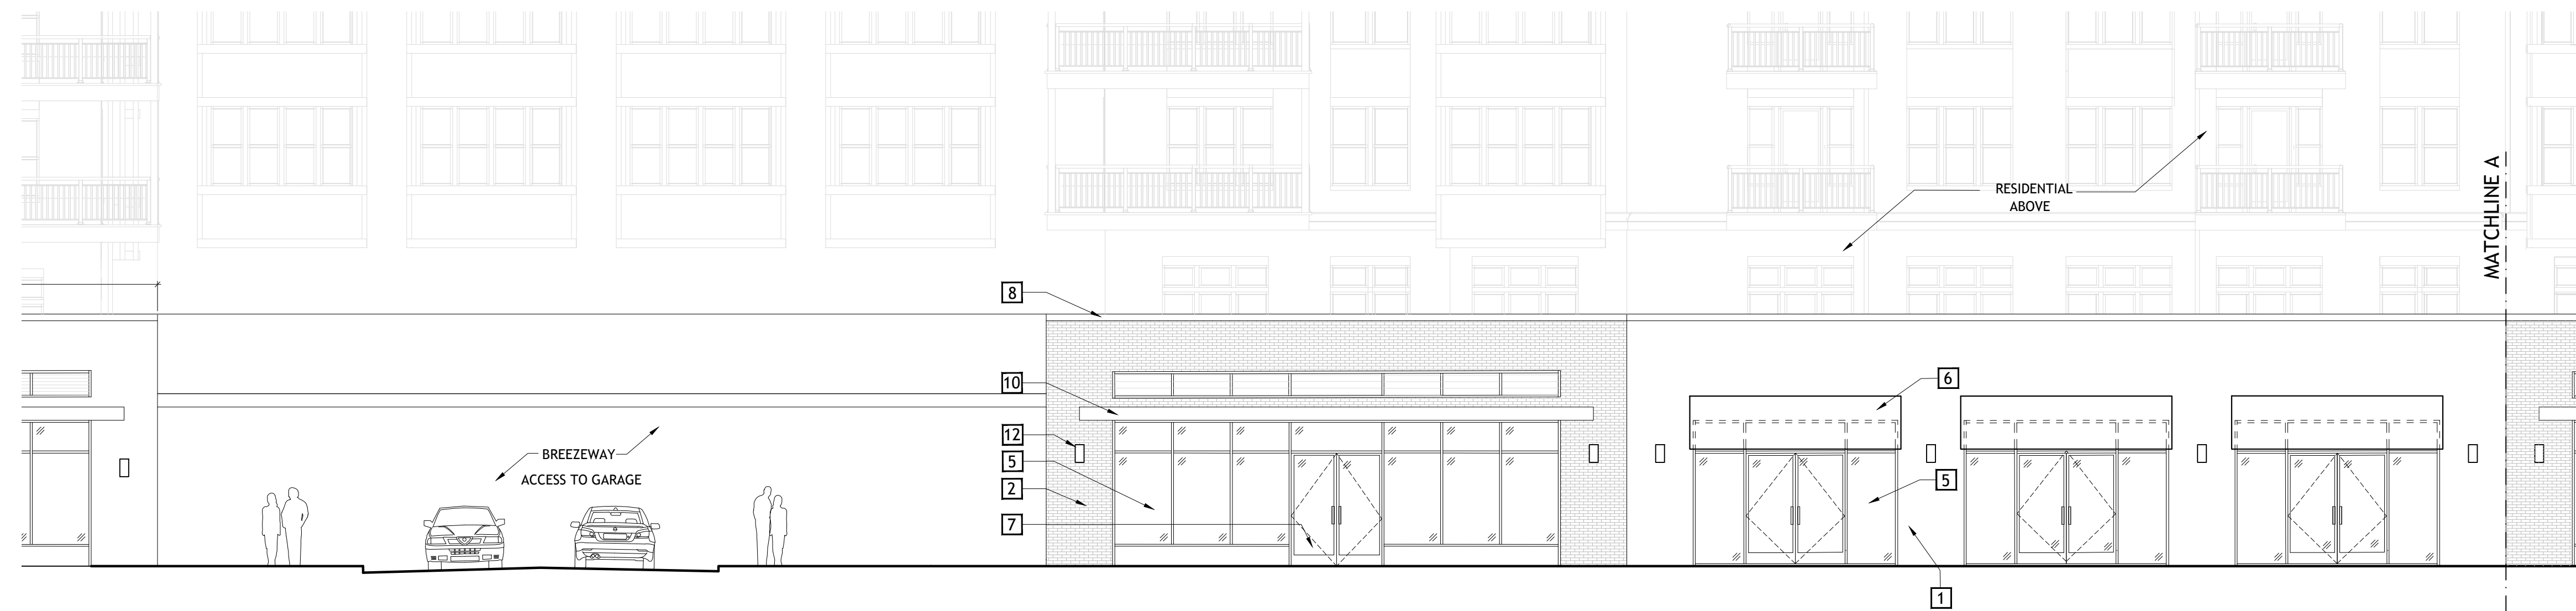 RESIDENTIAL
ABOVE
MATCHLINE A
8
10
6
12
BREEZEWAY
ACCESS TO GARAGE
5
5
2
7
1